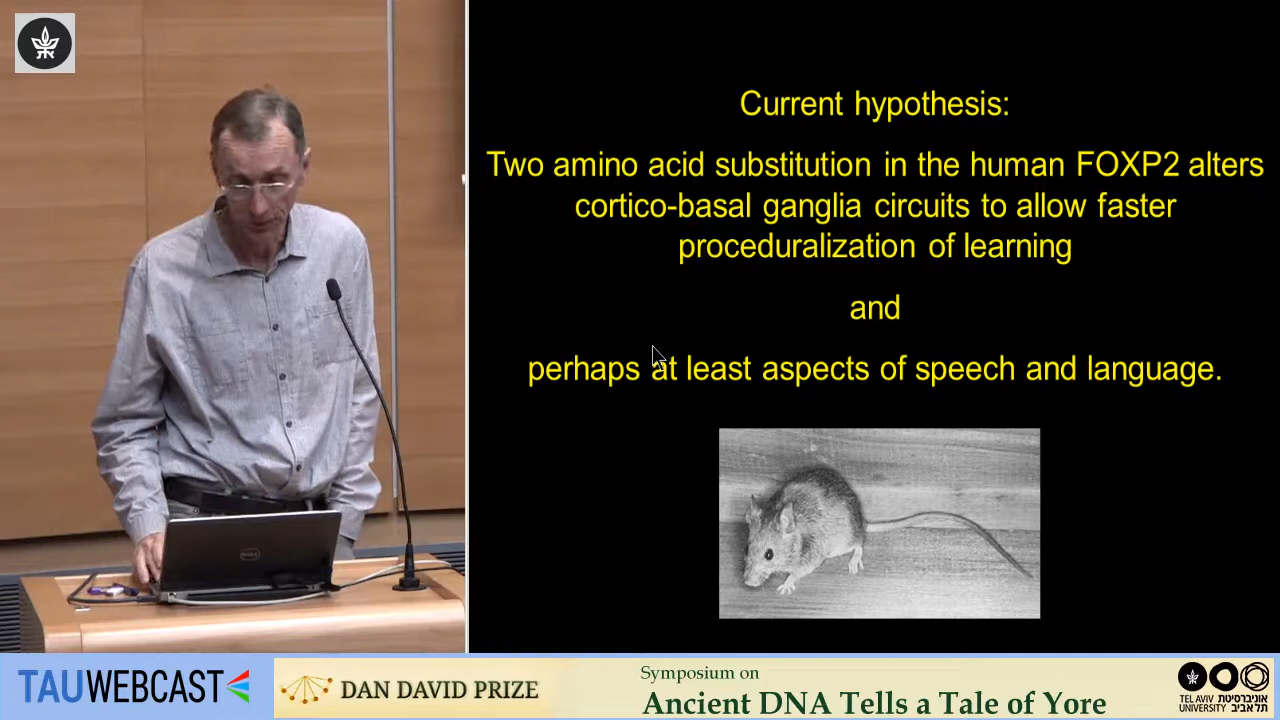 Current hypothesis:
Two amino acid substitution in the human FOXP2 alters
cortico-basal ganglia circuits to allow faster
proceduralization of learning
and
perhaps at least aspects of speech and language.
DELL
TAUWEBCAST
DAN DAVID PRIZE
Symposium on
Ancient DNA Tells a Tale of Yore
TEL AVIV אוניברסיטת
UNIVERSITY תל אביב